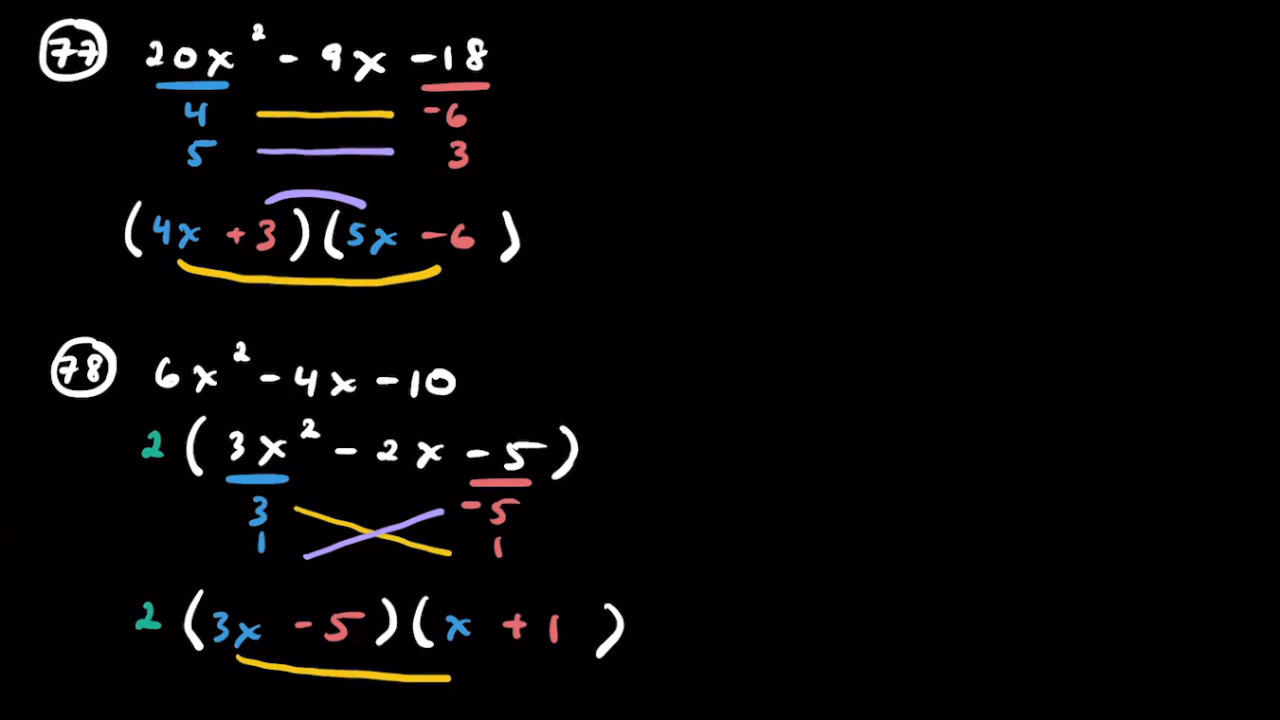 77 20x² - 9x - 18
4 -6
5 3
(4x + 3)(5x - 6)
78 6x² - 4x - 10
2(3x² - 2x - 5)
3 -5
1 1
2(3x - 5)(x + 1)